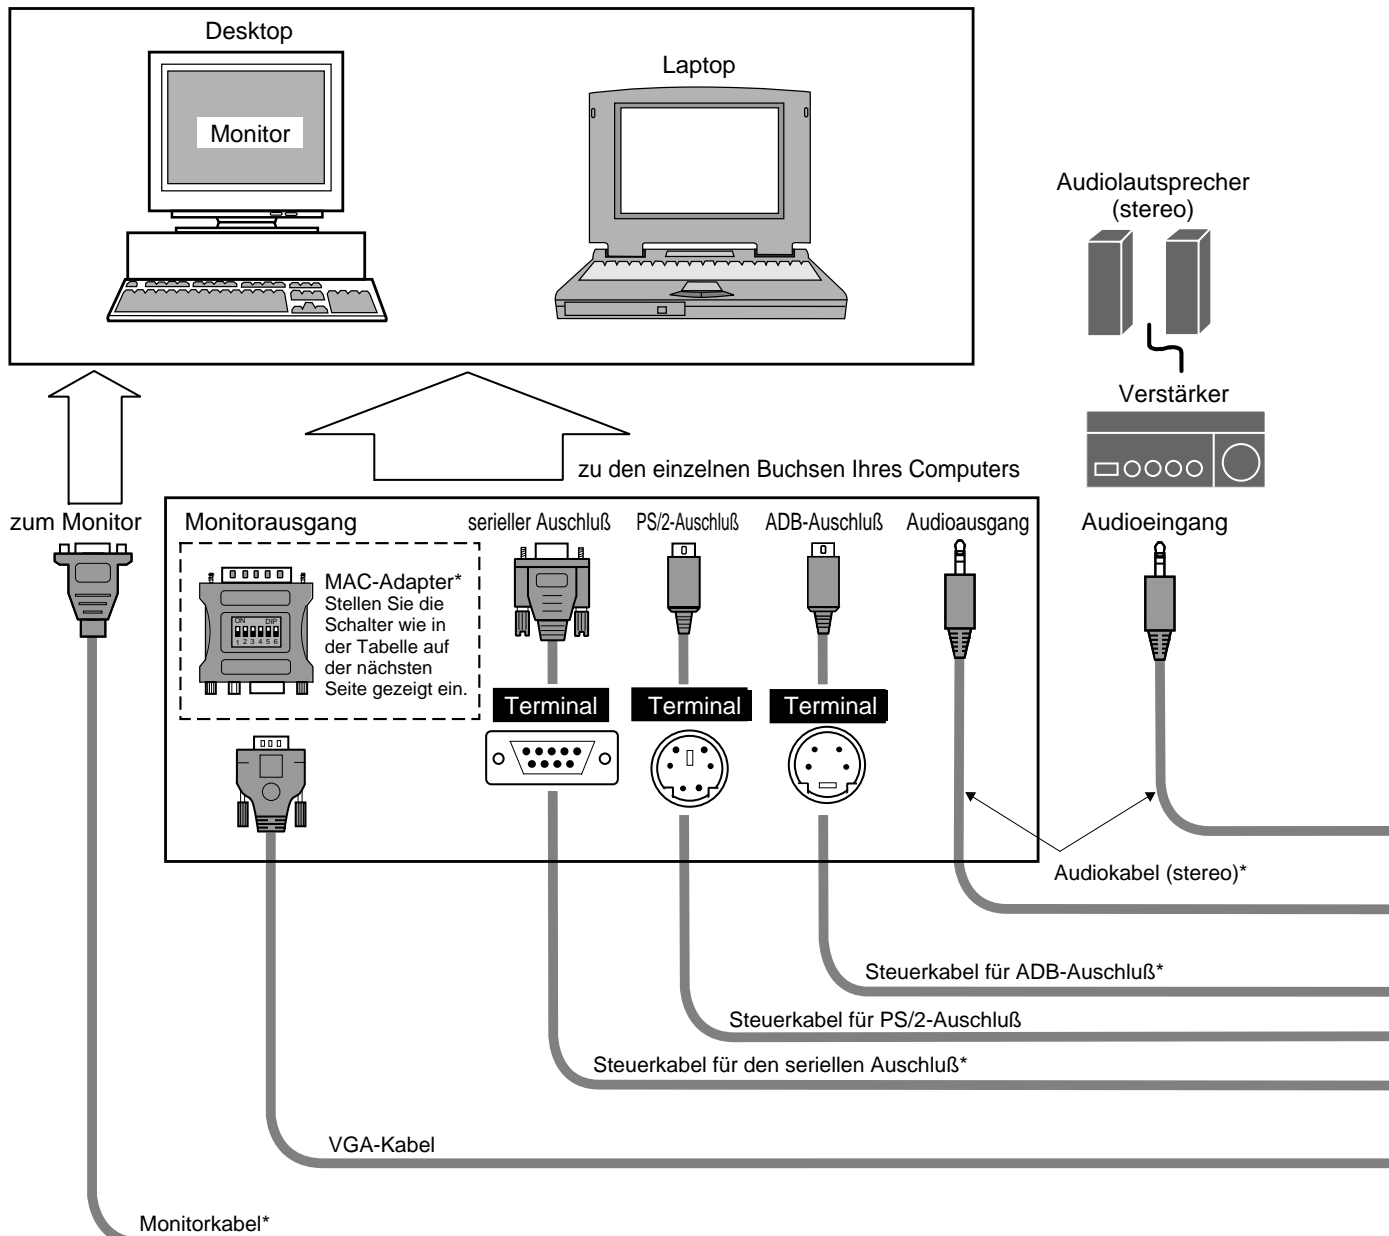 Desktop
Laptop
Monitor
Audiolautsprecher
(stereo)
Verstärker
zu den einzelnen Buchsen Ihres Computers
zum Monitor
Monitorausgang
serieller Auschluß
PS/2-Auschluß
ADB-Auschluß
Audioausgang
Audioeingang
MAC-Adapter*
Stellen Sie die
Schalter wie in
der Tabelle auf
der nächsten
Seite gezeigt ein.
ON DIP
1 2 3 4 5 6
Terminal
Terminal
Terminal
Audiokabel (stereo)*
Steuerkabel für ADB-Auschluß*
Steuerkabel für PS/2-Auschluß
Steuerkabel für den seriellen Auschluß*
VGA-Kabel
Monitorkabel*